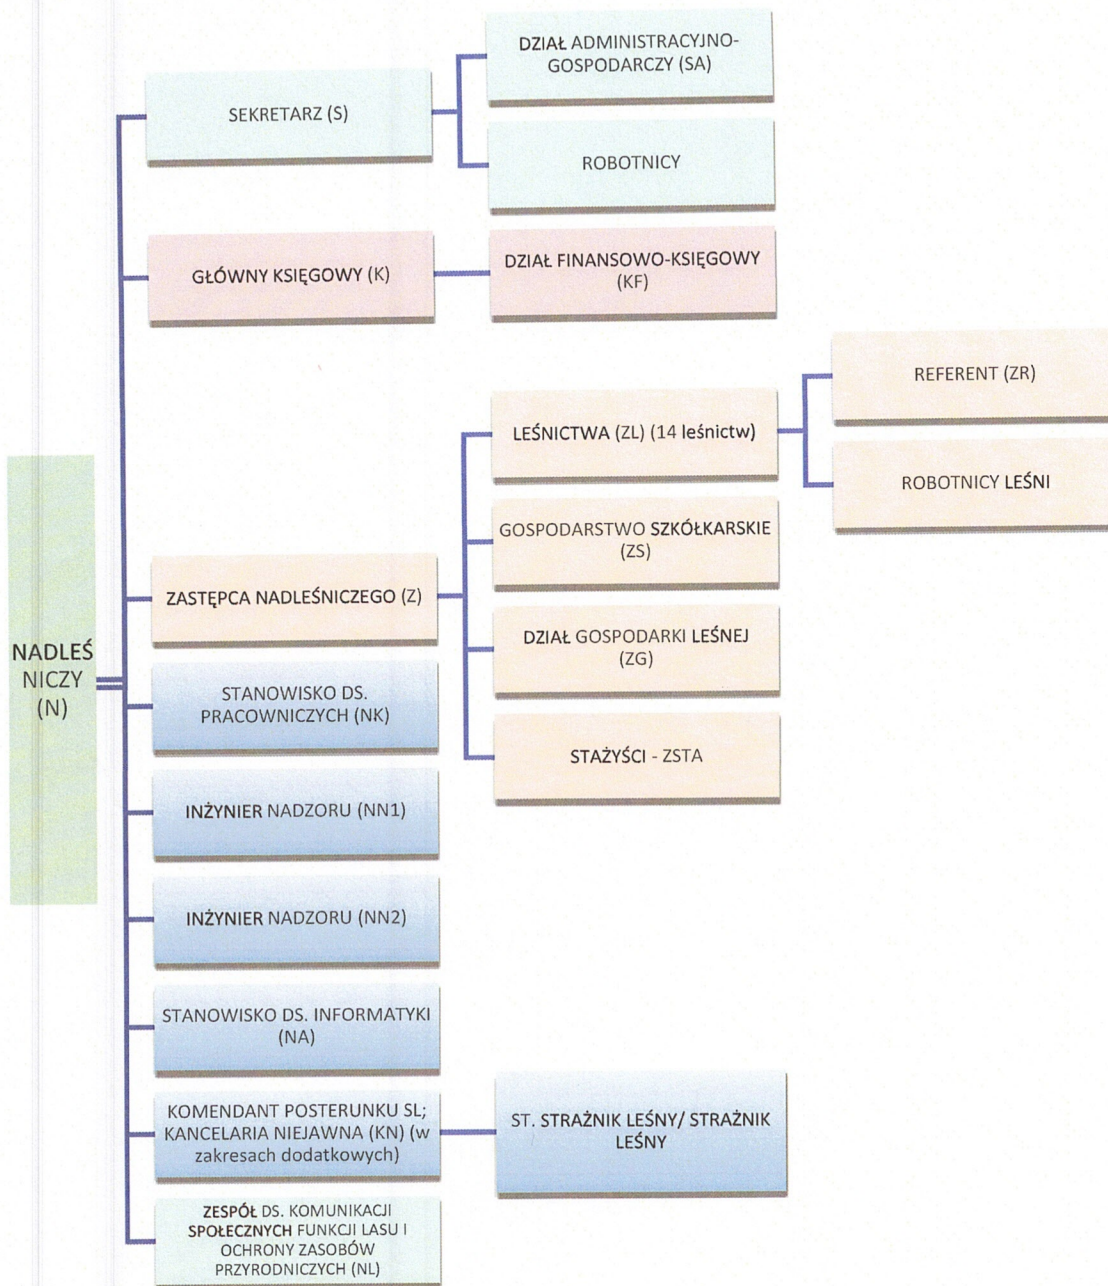 NADLEŚ
NICZY
(N)
SEKRETARZ (S)
DZIAŁ ADMINISTRACYJNO-
GOSPODARCZY (SA)
ROBOTNICY
GŁÓWNY KSIĘGOWY (K)
DZIAŁ FINANSOWO-KSIĘGOWY
(KF)
ZASTĘPCA NADLEŚNICZEGO (Z)
LEŚNICTWA (ZL) (14 leśnictw)
REFERENT (ZR)
ROBOTNICY LEŚNI
GOSPODARSTWO SZKÓŁKARSKIE
(ZS)
DZIAŁ GOSPODARKI LEŚNEJ
(ZG)
STAŻYŚCI - ZSTA
STANOWISKO DS.
PRACOWNICZYCH (NK)
INŻYNIER NADZORU (NN1)
INŻYNIER NADZORU (NN2)
STANOWISKO DS. INFORMATYKI
(NA)
KOMENDANT POSTERUNKU SL;
KANCELARIA NIEJAWNA (KN) (w
zakresach dodatkowych)
ST. STRAŻNIK LEŚNY/ STRAŻNIK
LEŚNY
ZESPÓŁ DS. KOMUNIKACJI
SPOŁECZNYCH FUNKCJI LASU I
OCHRONY ZASOBÓW
PRZYRODNICZYCH (NL)